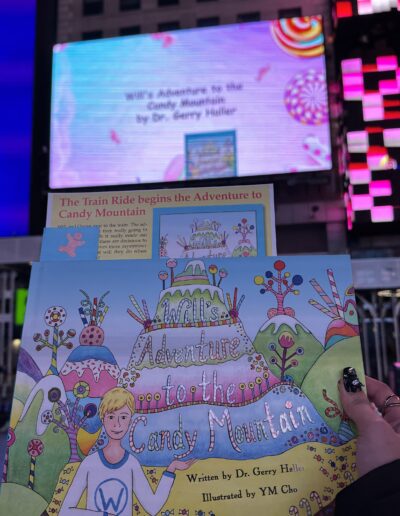 Will's Adventure to the
Candy Mountain
by Dr. Gerry Haller
The Train Ride begins the Adventure to
Candy Mountain
Will's
Adventure
to the
Candy Mountain
W
Written by Dr. Gerry Haller
Illustrated by YM Cho